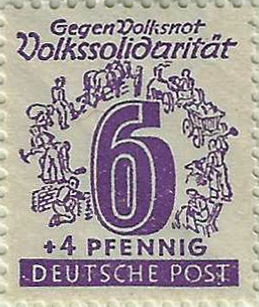 Gegen Volksnot
Volkssolidarität
6
+4 PFENNIG
DEUTSCHE POST